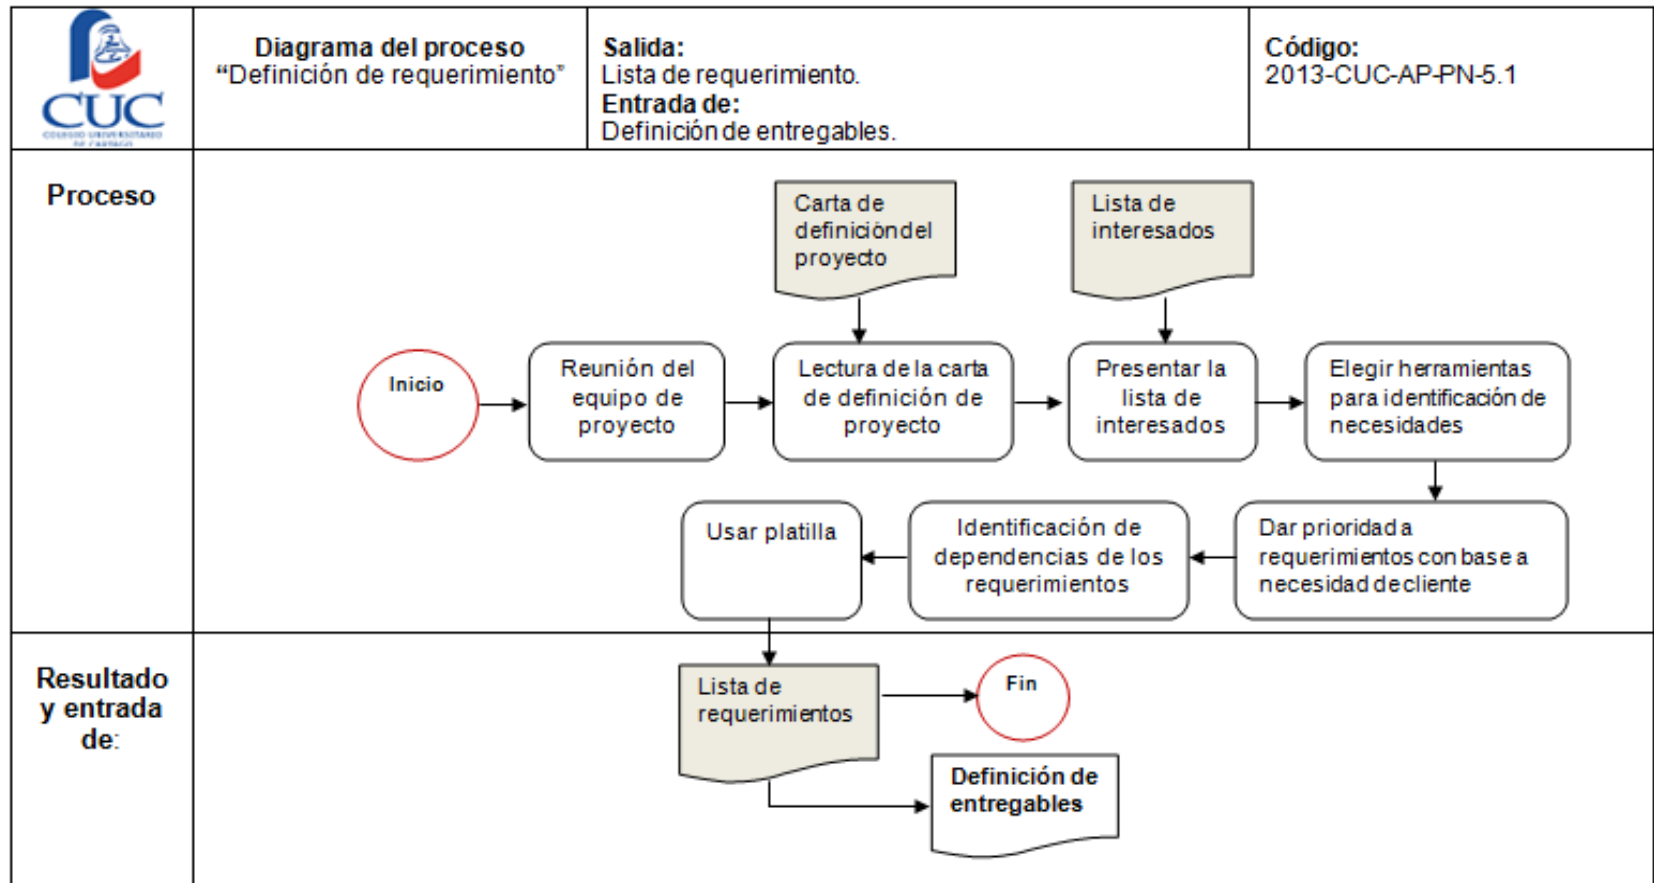 CUC
COLEGIO UNIVERSITARIO
DE CARTAGO
Diagrama del proceso
“Definición de requerimiento”
Salida:
Lista de requerimiento.
Entrada de:
Definición de entregables.
Código:
2013-CUC-AP-PN-5.1
Proceso
Carta de
definición del
proyecto
Lista de
interesados
Inicio
Reunión del
equipo de
proyecto
Lectura de la carta
de definición de
proyecto
Presentar la
lista de
interesados
Elegir herramientas
para identificación de
necesidades
Dar prioridad a
requerimientos con base a
necesidad de cliente
Identificación de
dependencias de los
requerimientos
Usar platilla
Resultado
y entrada
de:
Lista de
requerimientos
Fin
Definición de
entregables